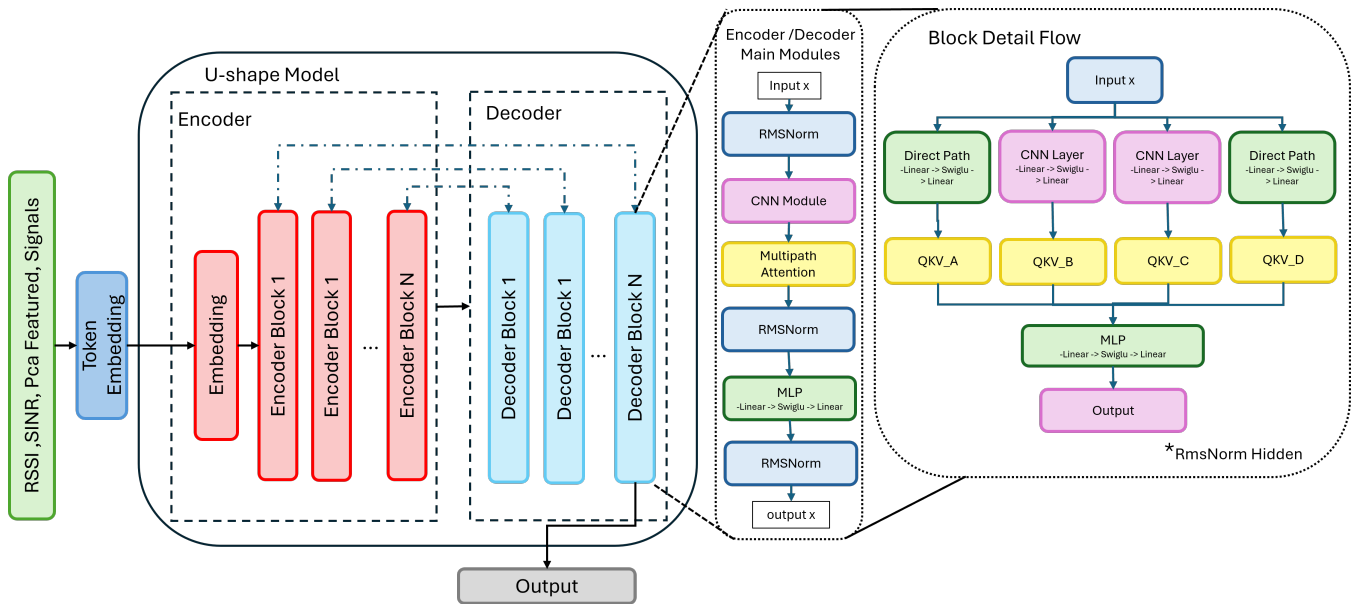 RSSI ,SINR, Pca Featured, Signals
Token
Embedding
U-shape Model
Encoder
Embedding
Encoder Block 1
Encoder Block 1
...
Encoder Block N
Decoder
Decoder Block 1
Decoder Block 1
...
Decoder Block N
Output
Encoder /Decoder
Main Modules
Input x
RMSNorm
CNN Module
Multipath
Attention
RMSNorm
MLP
-Linear -> Swiglu -> Linear
RMSNorm
output x
Block Detail Flow
Input x
Direct Path
-Linear -> Swiglu -
> Linear
CNN Layer
-Linear -> Swiglu -
> Linear
CNN Layer
-Linear -> Swiglu -
> Linear
Direct Path
-Linear -> Swiglu -
> Linear
QKV_A
QKV_B
QKV_C
QKV_D
MLP
-Linear -> Swiglu -> Linear
Output
*RmsNorm Hidden